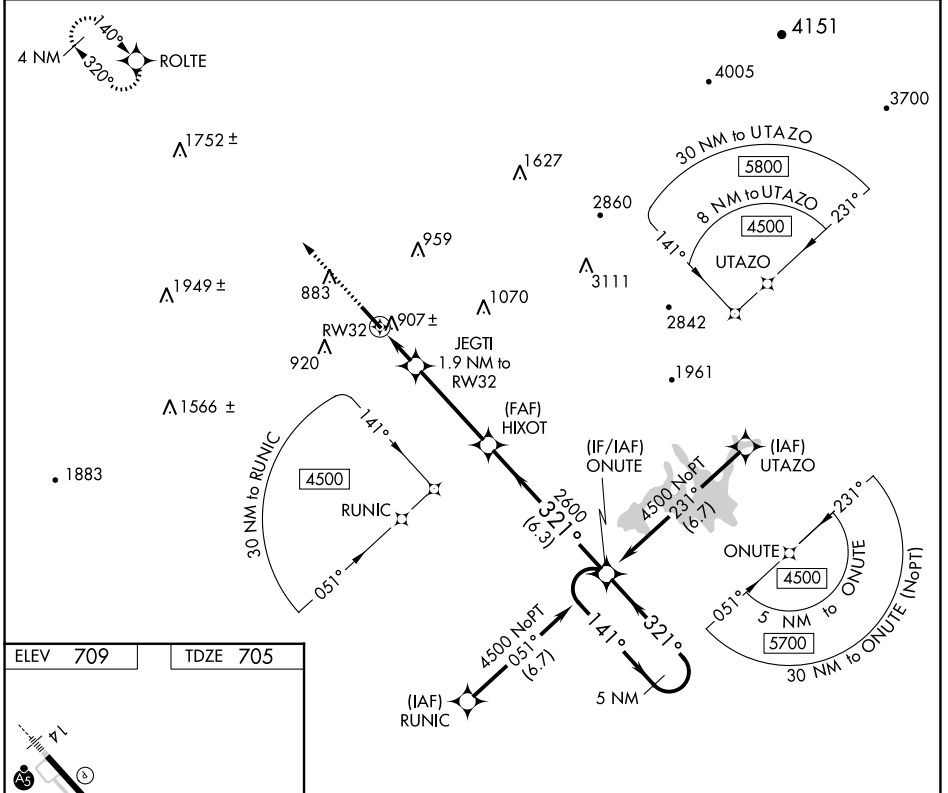 140°
4 NM
320°
ROLTE
4151
4005
3700
1752 ±
1627
30 NM to UTAZO
5800
8 NM to UTAZO
4500
231°
141°
UTAZO
2860
959
3111
1949 ±
883
1070
2842
RW32
907±
920
JEGTI
1.9 NM to
RW32
1961
1566 ±
(FAF)
HIXOT
141°
30 NM to RUNIC
4500
RUNIC
051°
1883
(IF/IAF)
ONUTE
(IAF)
UTAZO
4500 NoPT
231°
(6.7)
2600
321°
(6.3)
231°
ONUTE
4500
051°
5 NM to ONUTE
5700
30 NM to ONUTE (NoPT)
4500 NoPT
051°
(6.7)
141°
321°
5 NM
(IAF)
RUNIC
ELEV 709
TDZE 705
14
A5
P